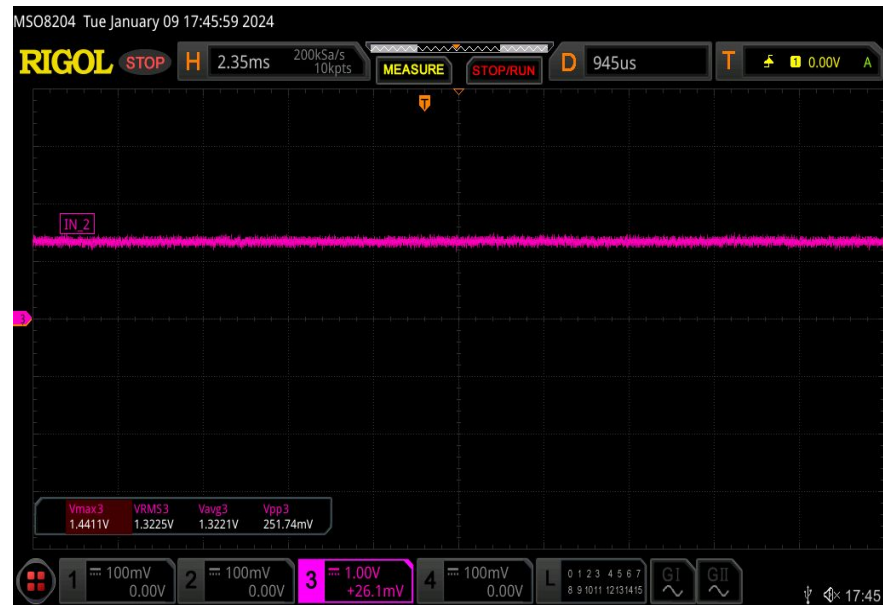 MSO8204 Tue January 09 17:45:59 2024
RIGOL STOP H 2.35ms 200kSa/s 10kpts MEASURE STOP/RUN D 945us T 1 0.00V A
T
IN_2
3
Vmax3 VRMS3 Vavg3 Vpp3
1.4411V 1.3225V 1.3221V 251.74mV
1 100mV 0.00V 2 100mV 0.00V 3 1.00V +26.1mV 4 100mV 0.00V L 0 1 2 3 4 5 6 7 GI GII
8 9 10 11 12 13 14 15
17:45